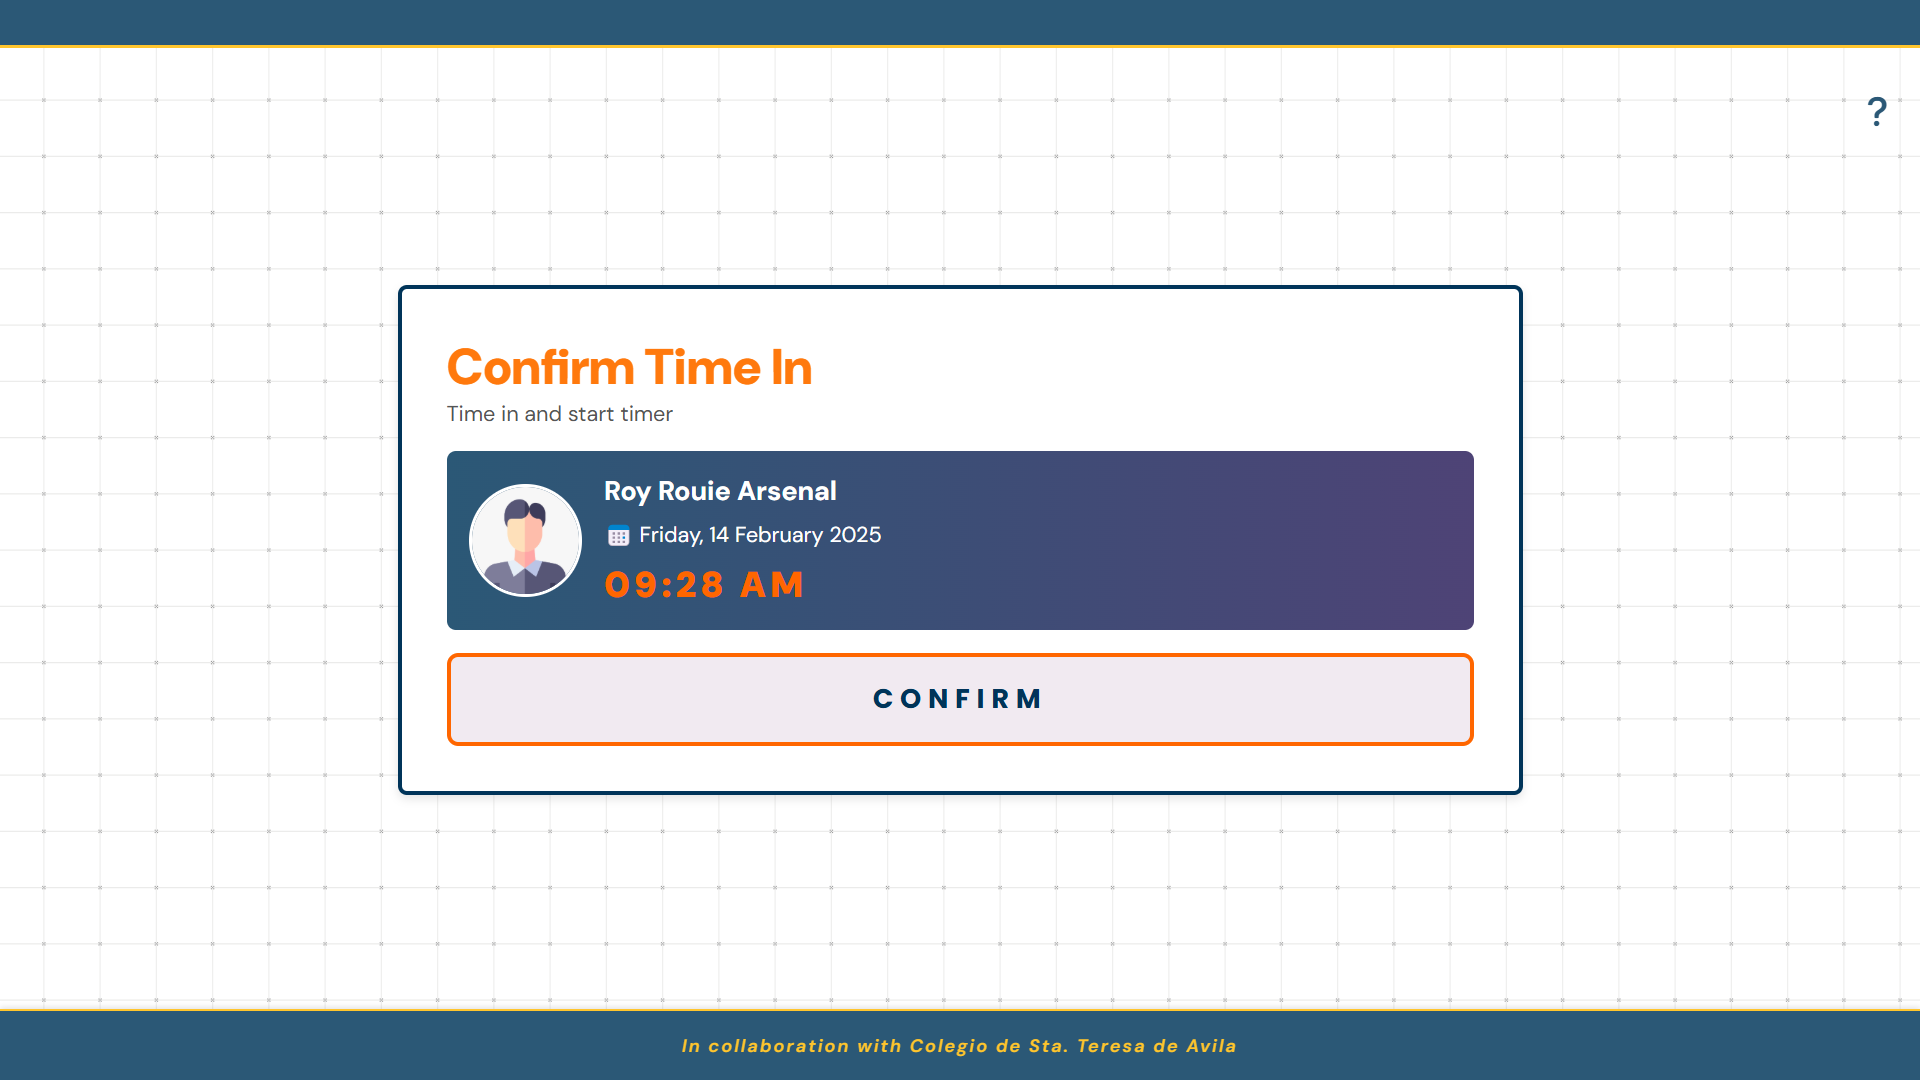 ?
Confirm Time In
Time in and start timer
Roy Rouie Arsenal
Friday, 14 February 2025
09:28 AM
CONFIRM
In collaboration with Colegio de Sta. Teresa de Avila